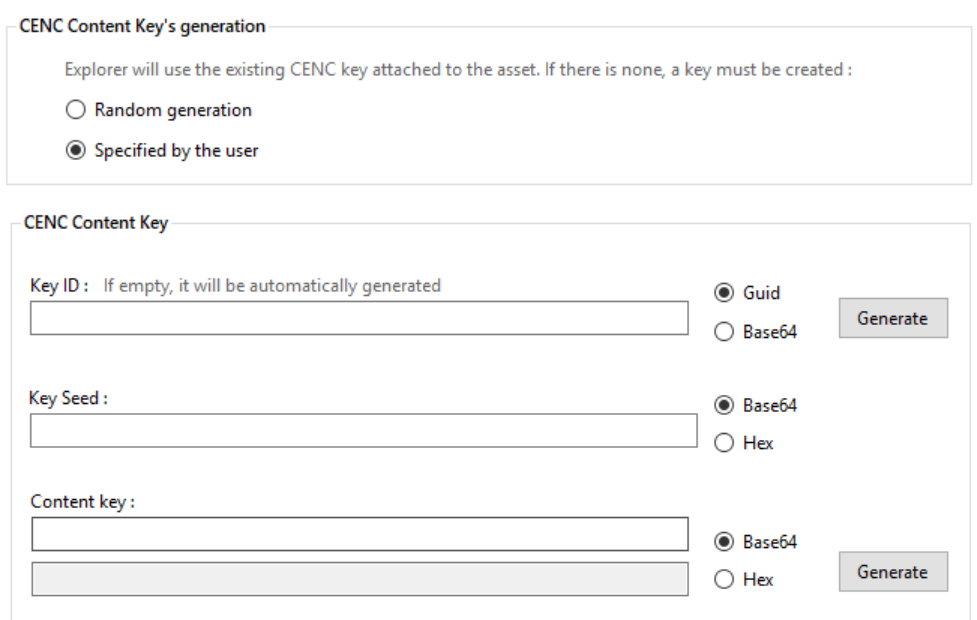 CENC Content Key's generation
Explorer will use the existing CENC key attached to the asset. If there is none, a key must be created :
Random generation
Specified by the user
CENC Content Key
Key ID : If empty, it will be automatically generated
Guid
Base64
Generate
Key Seed :
Base64
Hex
Content key :
Base64
Hex
Generate